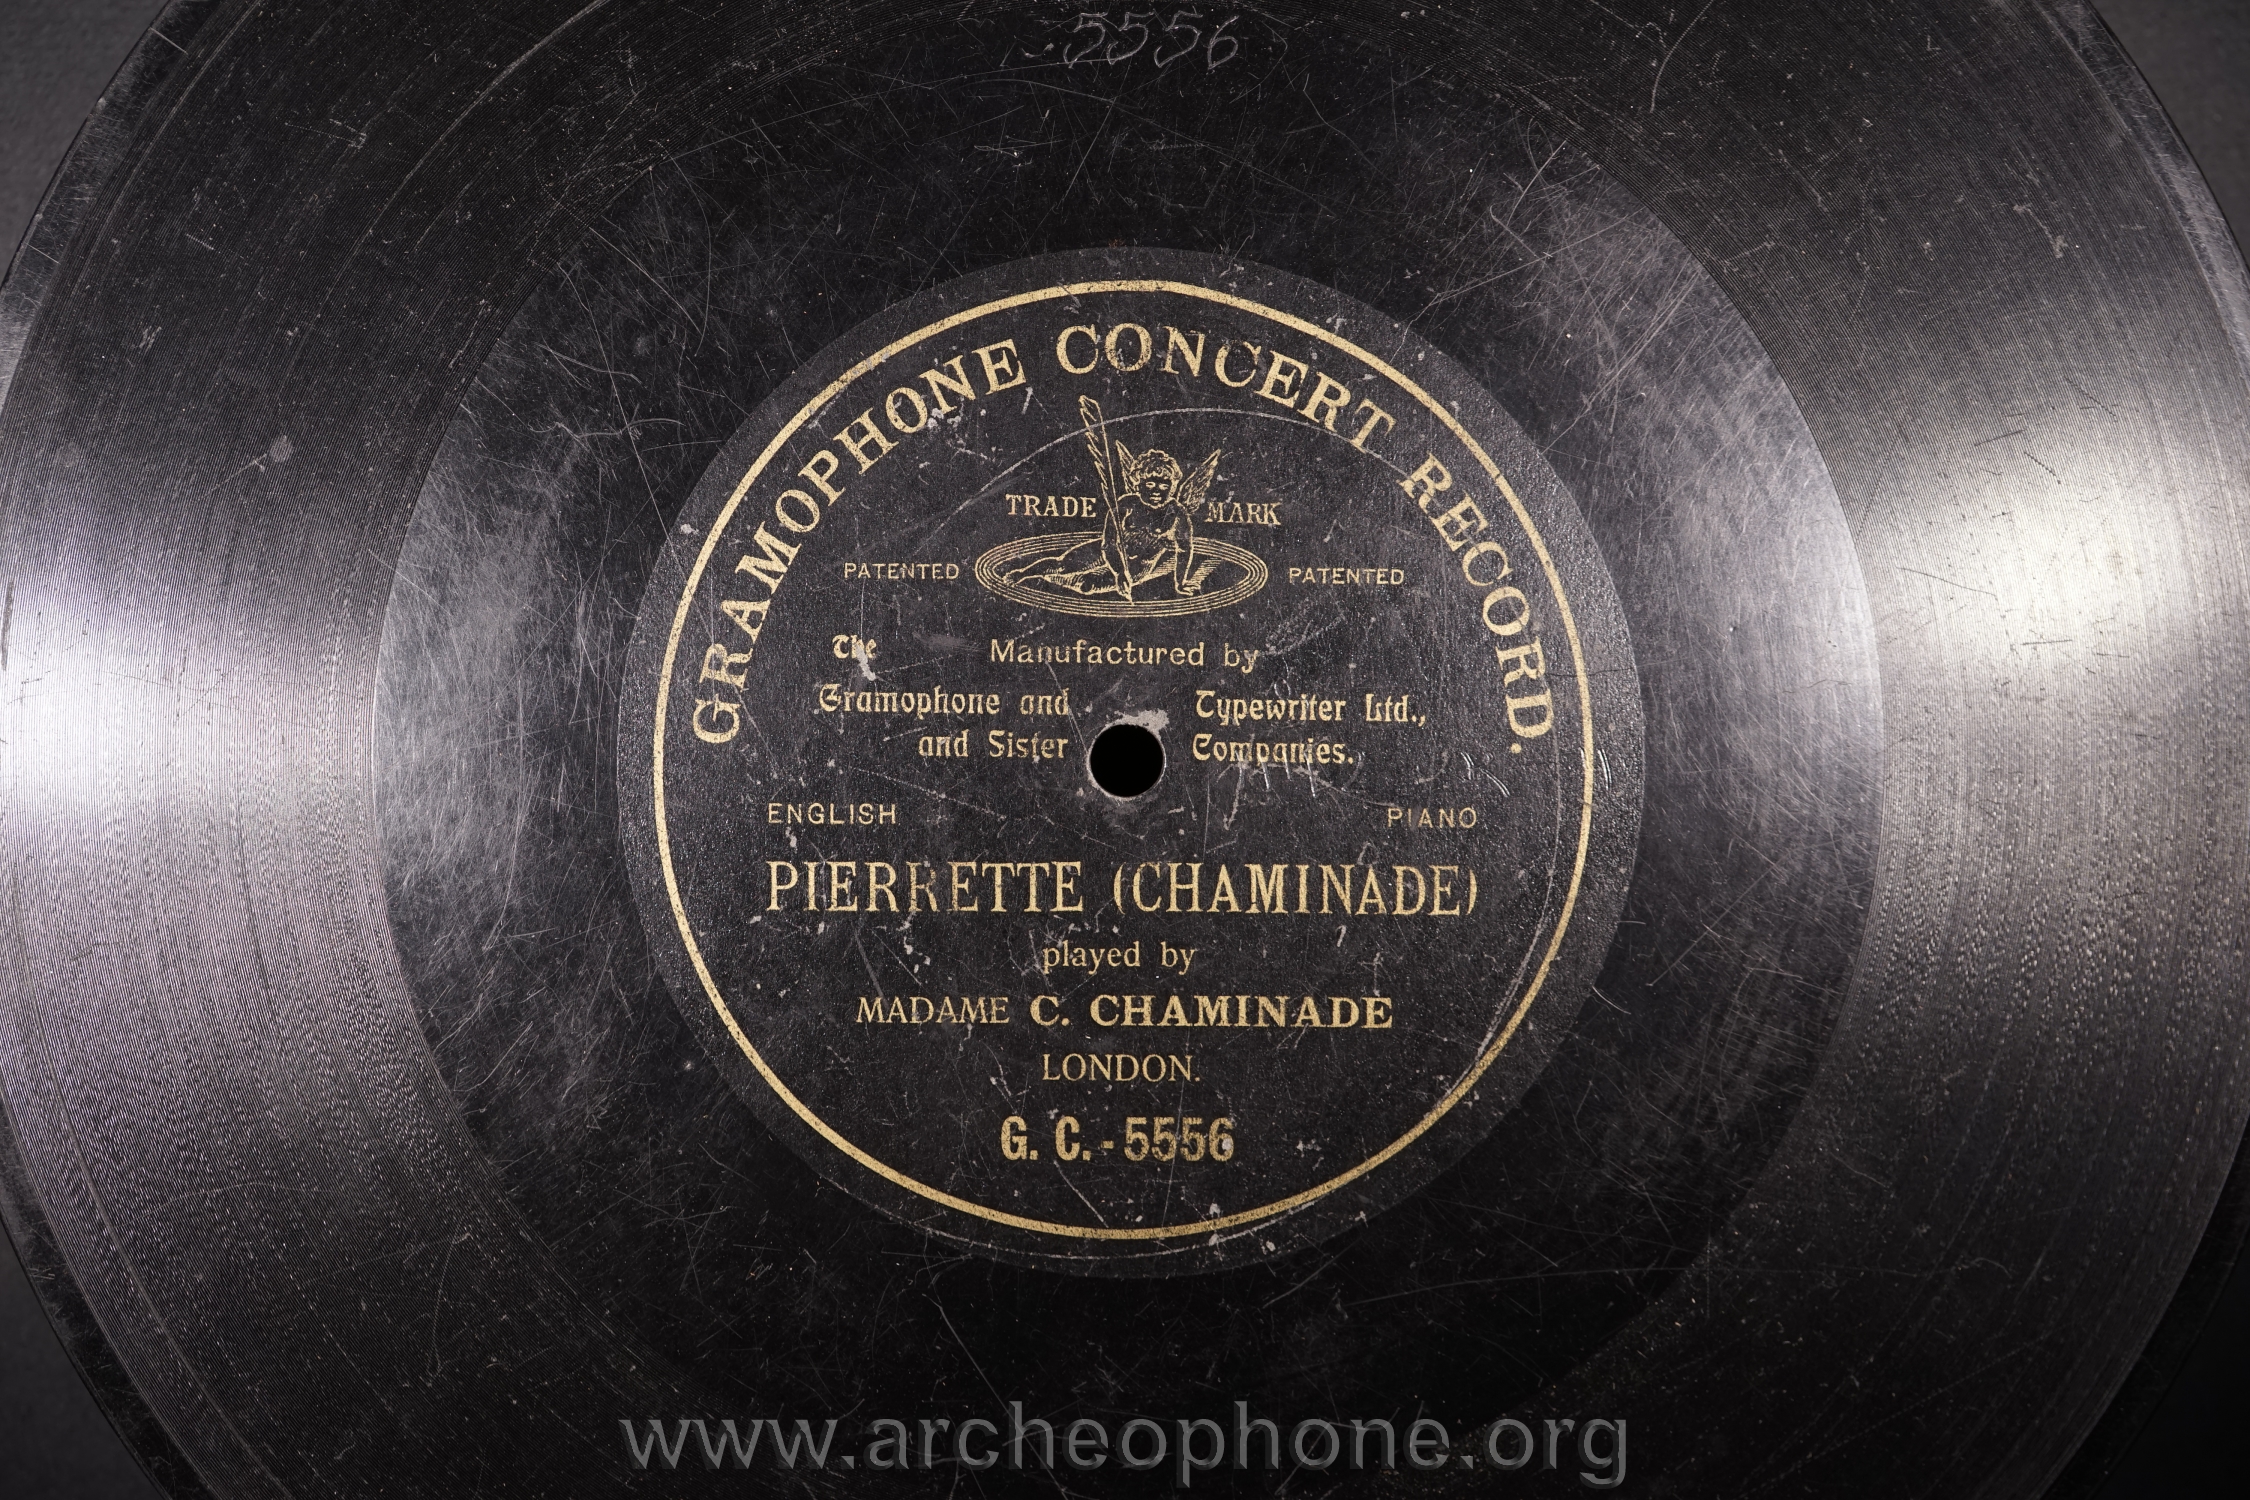 5556
GRAMOPHONE CONCERT RECORD.
TRADE MARK
PATENTED PATENTED
The Manufactured by
Gramophone and Typewriter Ltd.,
and Sister Companies.
ENGLISH PIANO
PIERRETTE (CHAMINADE)
played by
MADAME C. CHAMINADE
LONDON.
G. C.-5556
www.archeophone.org